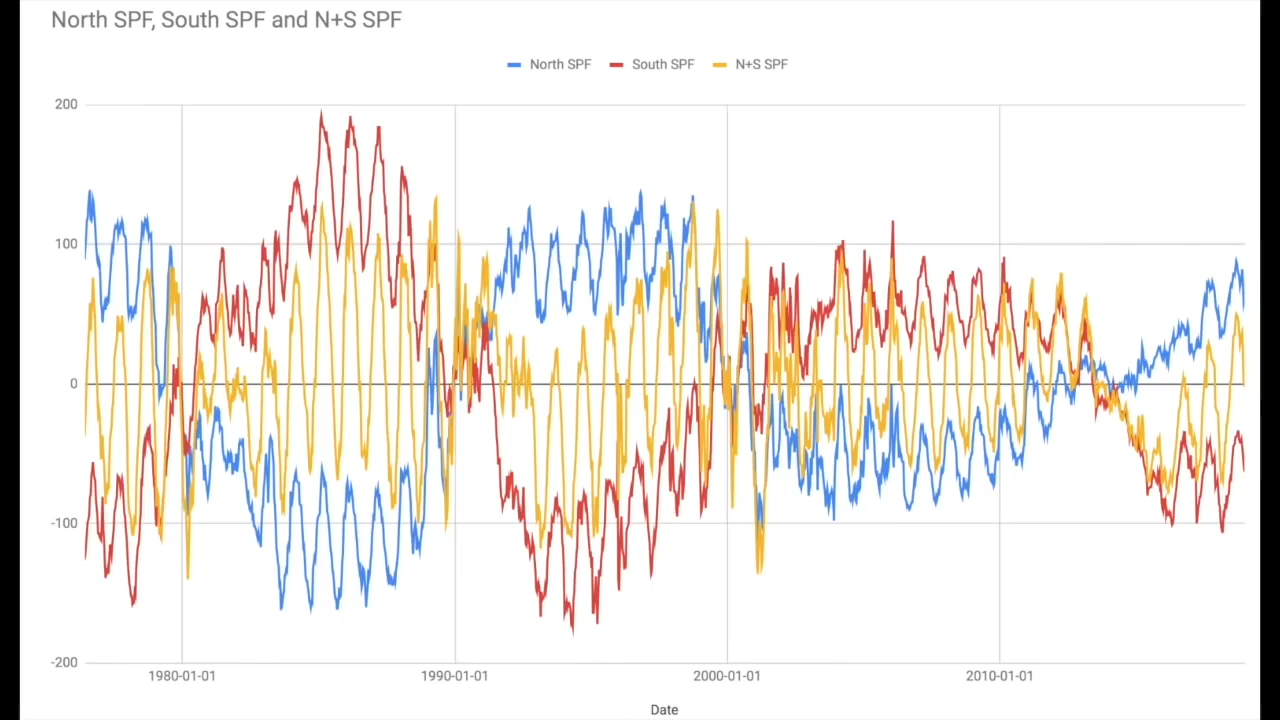 North SPF, South SPF and N+S SPF
North SPF South SPF N+S SPF
200
100
0
-100
-200
1980-01-01 1990-01-01 2000-01-01 2010-01-01
Date